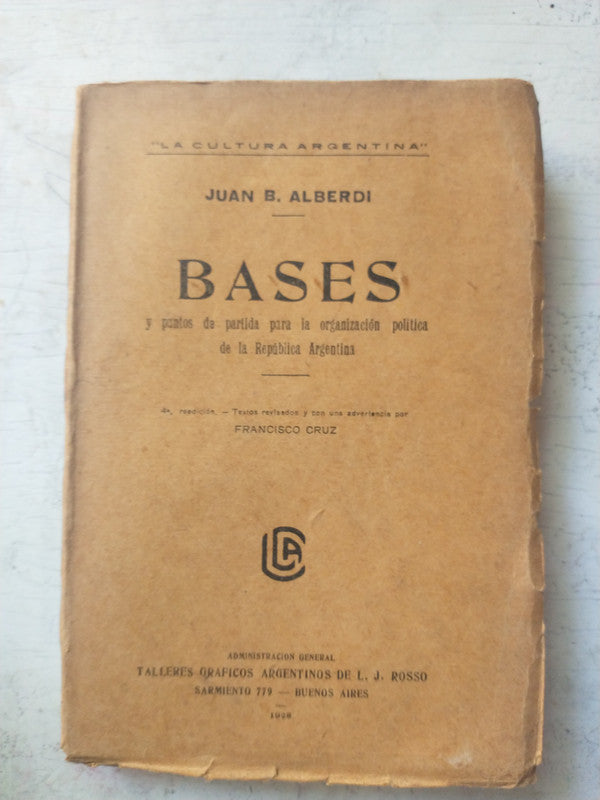 "LA CULTURA ARGENTINA"
JUAN B. ALBERDI
BASES
y puntos de partida para la organización política
de la República Argentina
4ª. reedición. — Textos revisados y con una advertencia por
FRANCISCO CRUZ
LCA
ADMINISTRACION GENERAL
TALLERES GRAFICOS ARGENTINOS DE L. J. ROSSO
SARMIENTO 779 — BUENOS AIRES
1928